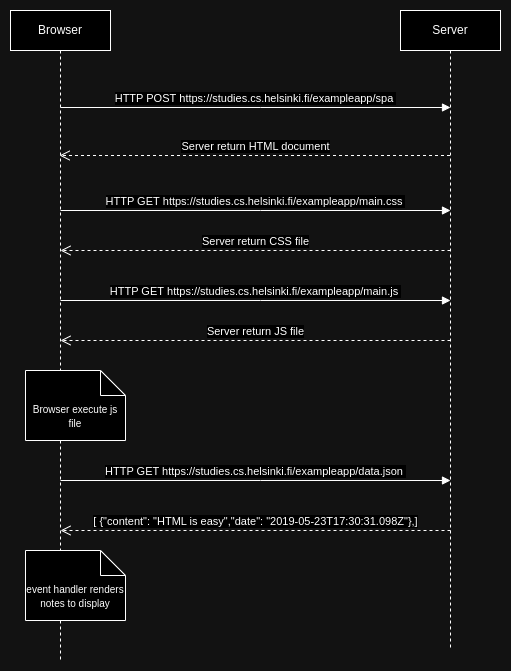 Browser
Server
HTTP POST https://studies.cs.helsinki.fi/exampleapp/spa
Server return HTML document
HTTP GET https://studies.cs.helsinki.fi/exampleapp/main.css
Server return CSS file
HTTP GET https://studies.cs.helsinki.fi/exampleapp/main.js
Server return JS file
Browser execute js
file
HTTP GET https://studies.cs.helsinki.fi/exampleapp/data.json
[ {"content": "HTML is easy","date": "2019-05-23T17:30:31.098Z"},]
event handler renders
notes to display